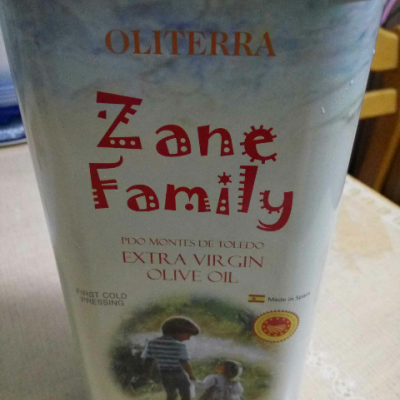 OLITERRA
Zane
Family
PDO MONTES DE TOLEDO
EXTRA VIRGIN
OLIVE OIL
FIRST COLD
PRESSING
Made in Spain